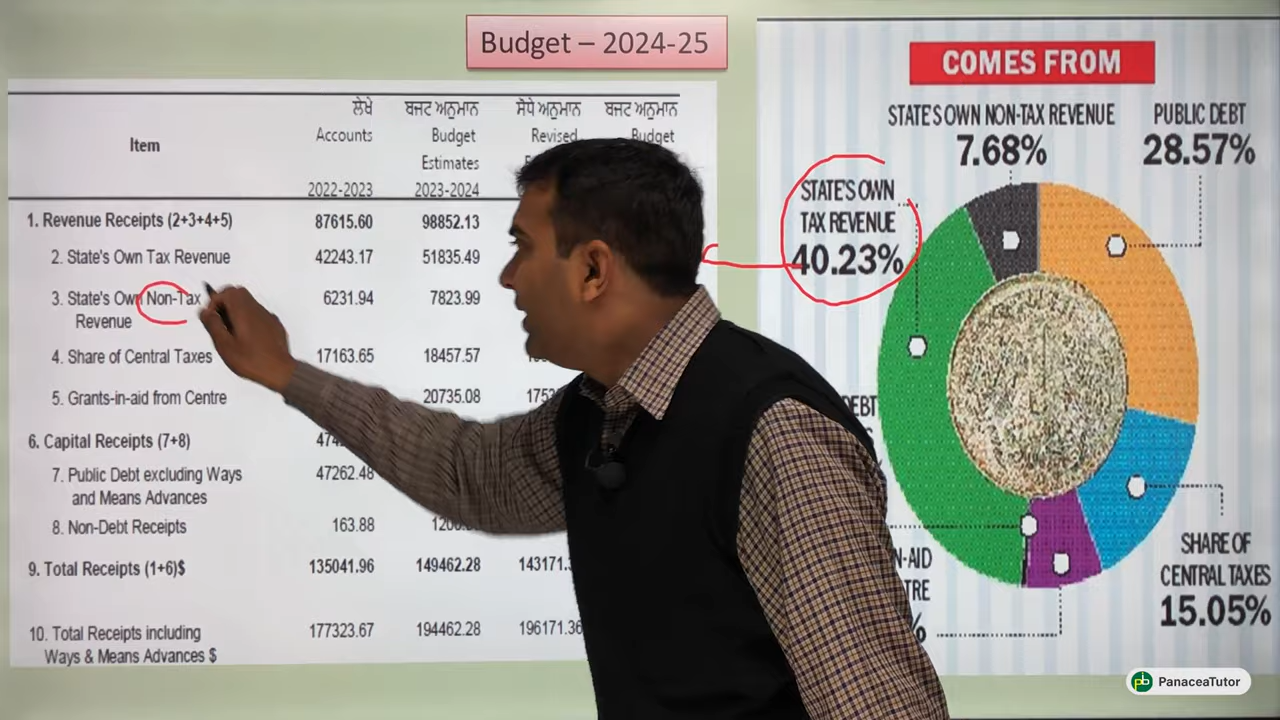 Budget – 2024-25
ਲੇਖੇ ਬਜਟ ਅਨੁਮਾਨ ਸੋਧੇ ਅਨੁਮਾਨ ਬਜਟ ਅਨੁਮਾਨ
Item Accounts Budget Revised Budget
Estimates
2022-2023 2023-2024
1. Revenue Receipts (2+3+4+5) 87615.60 98852.13
2. State's Own Tax Revenue 42243.17 51835.49
3. State's Own Non-Tax 6231.94 7823.99
Revenue
4. Share of Central Taxes 17163.65 18457.57
5. Grants-in-aid from Centre 20735.08
6. Capital Receipts (7+8)
7. Public Debt excluding Ways 47262.48
and Means Advances
8. Non-Debt Receipts 163.88
9. Total Receipts (1+6)$ 135041.96 149462.28
10. Total Receipts including 177323.67 194462.28 196171.36
Ways & Means Advances $
COMES FROM
STATE'S OWN NON-TAX REVENUE
7.68%
PUBLIC DEBT
28.57%
STATE'S OWN
TAX REVENUE
40.23%
SHARE OF
CENTRAL TAXES
15.05%
pb PanaceaTutor